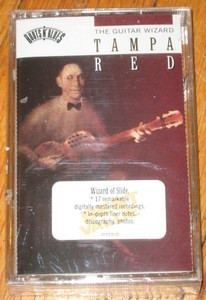 ROOTS N' BLUES
THE GUITAR WIZARD
TAMPA
RED
Wizard of Slide.
* 17 remarkable
digitally mastered recordings.
* in-depth liner notes,
discography, photos.